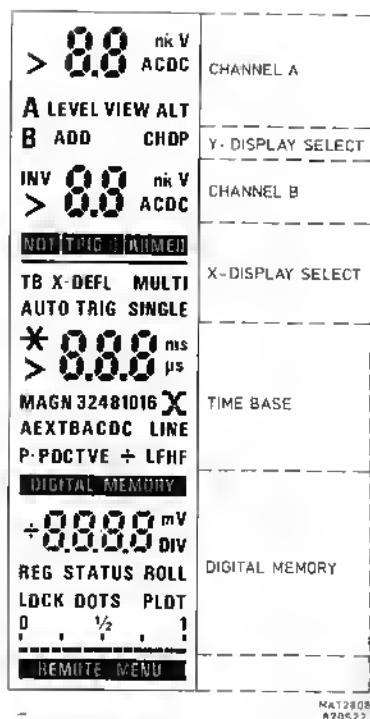 8.8 nk V
> ACDC
CHANNEL A
A LEVEL VIEW ALT
B ADD CHOP
Y-DISPLAY SELECT
INV 8.8 nk V
> ACDC
CHANNEL B
NOT TRIG'D ARMED
TB X-DEFL MULTI
X-DISPLAY SELECT
AUTO TRIG SINGLE
* 8.8.8 ms
> µs
MAGN 32481016 X
TIME BASE
AEXTBACDC LINE
P-PDCTVE ÷ LFHF
DIGITAL MEMORY
÷8.8.8.8 mV
DIV
REG STATUS ROLL
DIGITAL MEMORY
LOCK DOTS PLOT
0 ½ 1
REMOTE MENU
MAT2808
870522